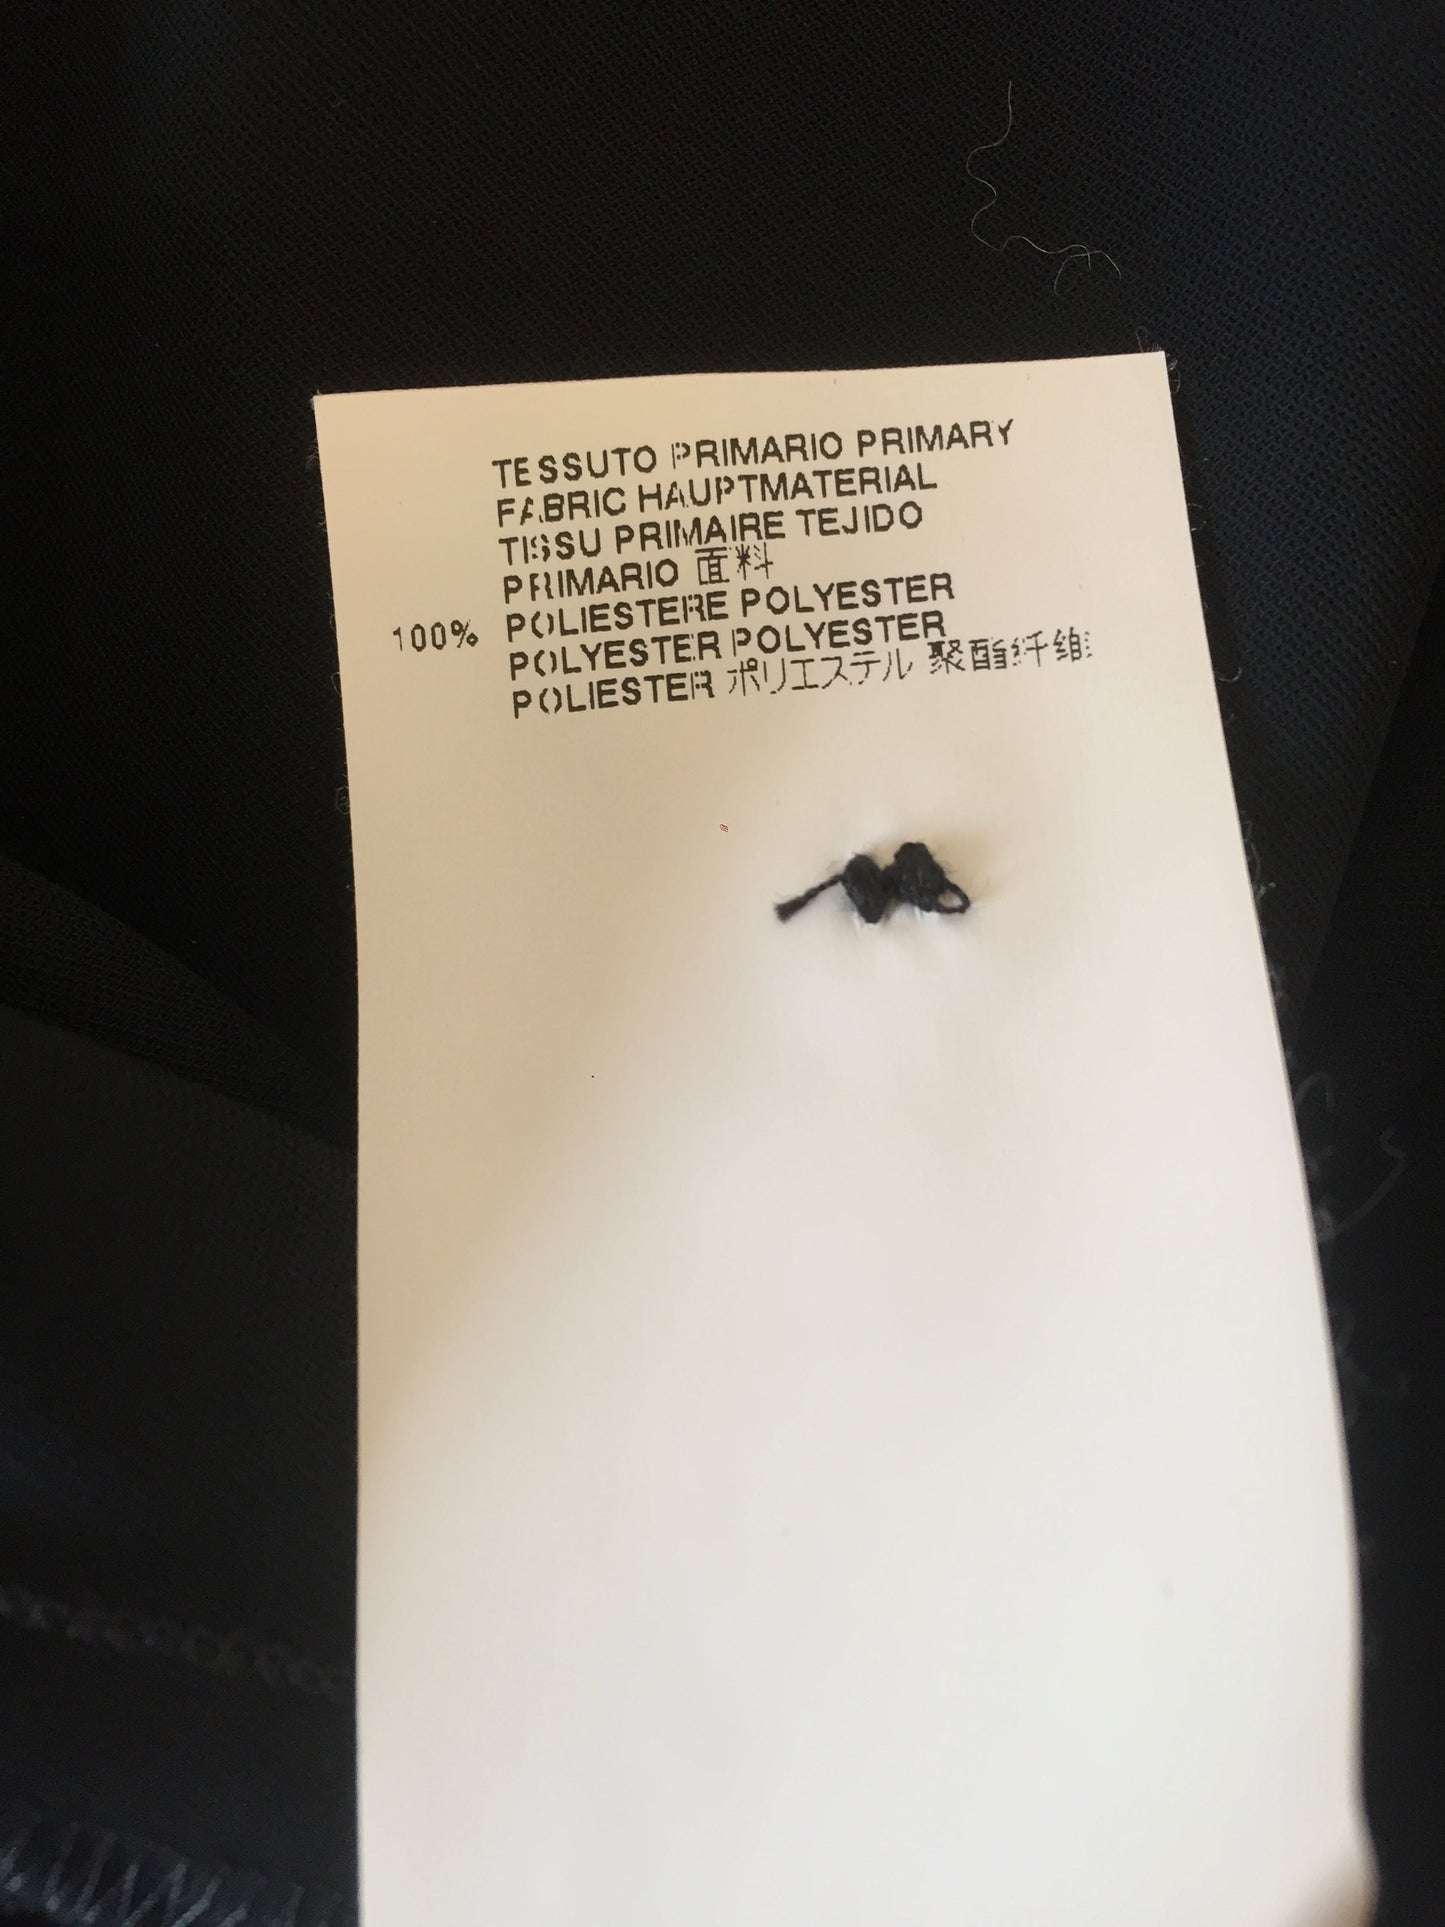 TESSUTO PRIMARIO PRIMARY
FABRIC HAUPTMATERIAL
TISSU PRIMAIRE TEJIDO
PRIMARIO 面料
100% POLIESTERE POLYESTER
POLYESTER POLYESTER
POLIESTER ポリエステル 聚酯纤维